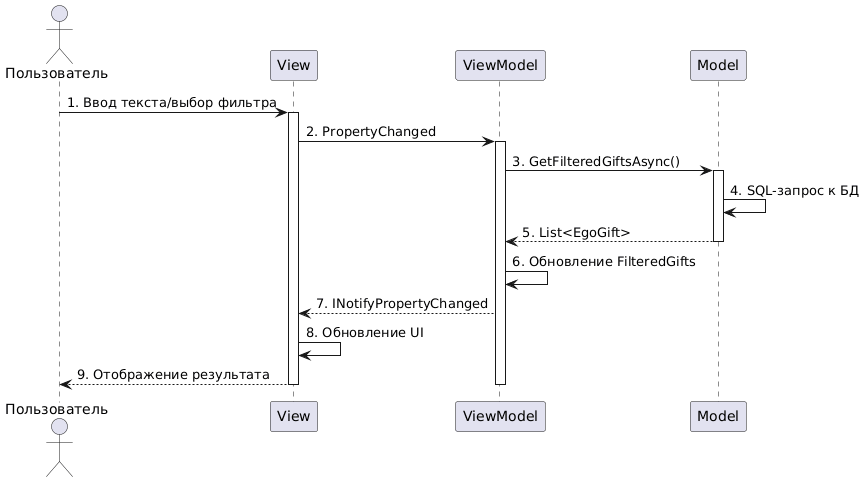 Пользователь
View
ViewModel
Model
1. Ввод текста/выбор фильтра
2. PropertyChanged
3. GetFilteredGiftsAsync()
4. SQL-запрос к БД
5. List<EgoGift>
6. Обновление FilteredGifts
7. INotifyPropertyChanged
8. Обновление UI
9. Отображение результата
Пользователь
View
ViewModel
Model